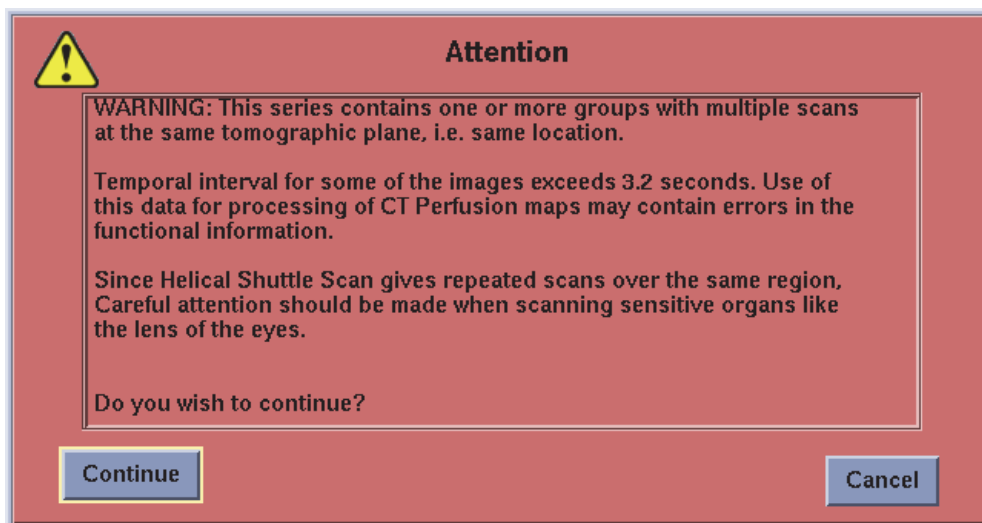 Attention
WARNING: This series contains one or more groups with multiple scans
at the same tomographic plane, i.e. same location.
Temporal interval for some of the images exceeds 3.2 seconds. Use of
this data for processing of CT Perfusion maps may contain errors in the
functional information.
Since Helical Shuttle Scan gives repeated scans over the same region,
Careful attention should be made when scanning sensitive organs like
the lens of the eyes.
Do you wish to continue?
Continue
Cancel